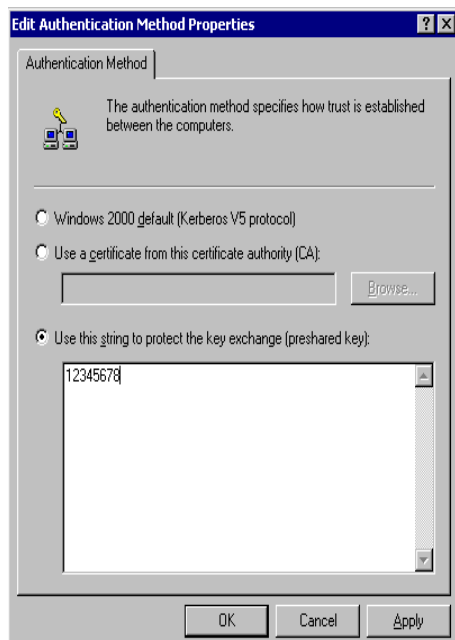 Edit Authentication Method Properties
? X
Authentication Method
The authentication method specifies how trust is established
between the computers.
Windows 2000 default (Kerberos V5 protocol)
Use a certificate from this certificate authority (CA):
Browse...
Use this string to protect the key exchange (preshared key):
12345678
OK Cancel Apply